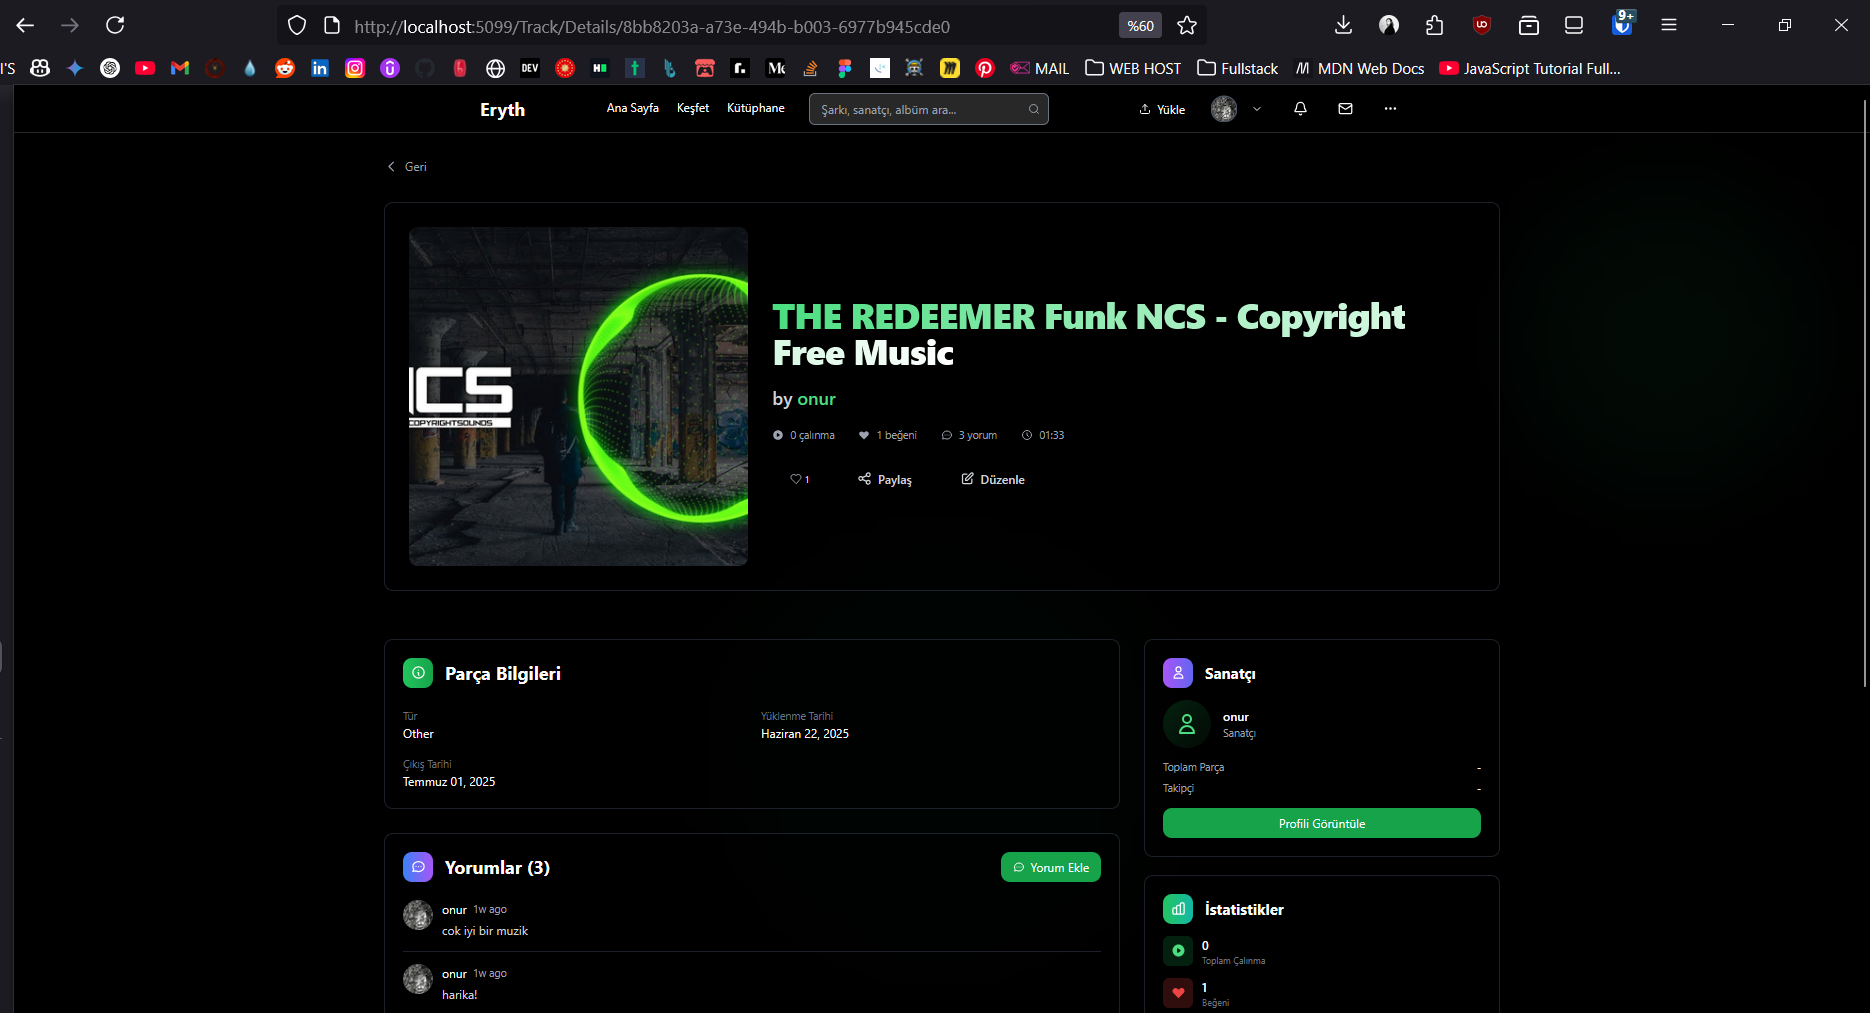 http://localhost:5099/Track/Details/8bb8203a-a73e-494b-b003-6977b945cde0
%60
9+
I'S
DEV
MAIL
WEB HOST
Fullstack
MDN Web Docs
JavaScript Tutorial Full...
Eryth
Ana Sayfa
Keşfet
Kütüphane
Şarkı, sanatçı, albüm ara...
Yükle
Geri
NCS
COPYRIGHTSOUNDS
THE REDEEMER Funk NCS - Copyright
Free Music
by onur
0 çalınma
1 beğeni
3 yorum
01:33
1
Paylaş
Düzenle
Parça Bilgileri
Tür
Other
Yüklenme Tarihi
Haziran 22, 2025
Çıkış Tarihi
Temmuz 01, 2025
Sanatçı
onur
Sanatçı
Toplam Parça
-
Takipçi
-
Profili Görüntüle
Yorumlar (3)
Yorum Ekle
onur 1w ago
cok iyi bir muzik
onur 1w ago
harika!
İstatistikler
0
Toplam Çalınma
1
Beğeni